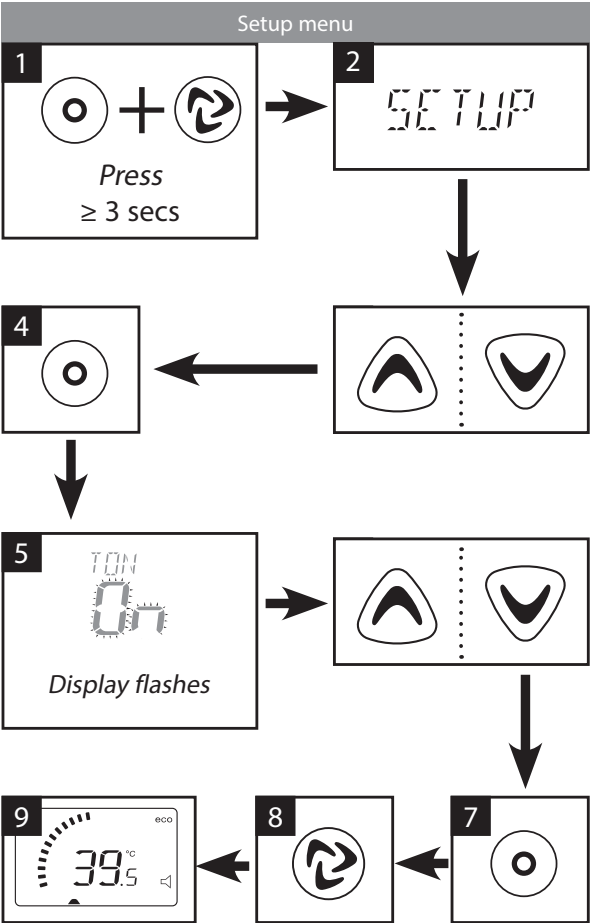 Setup menu
1
2
SETUP
Press
≥ 3 secs
4
5
TON
On
Display flashes
9
eco
39.5 °C
8
7